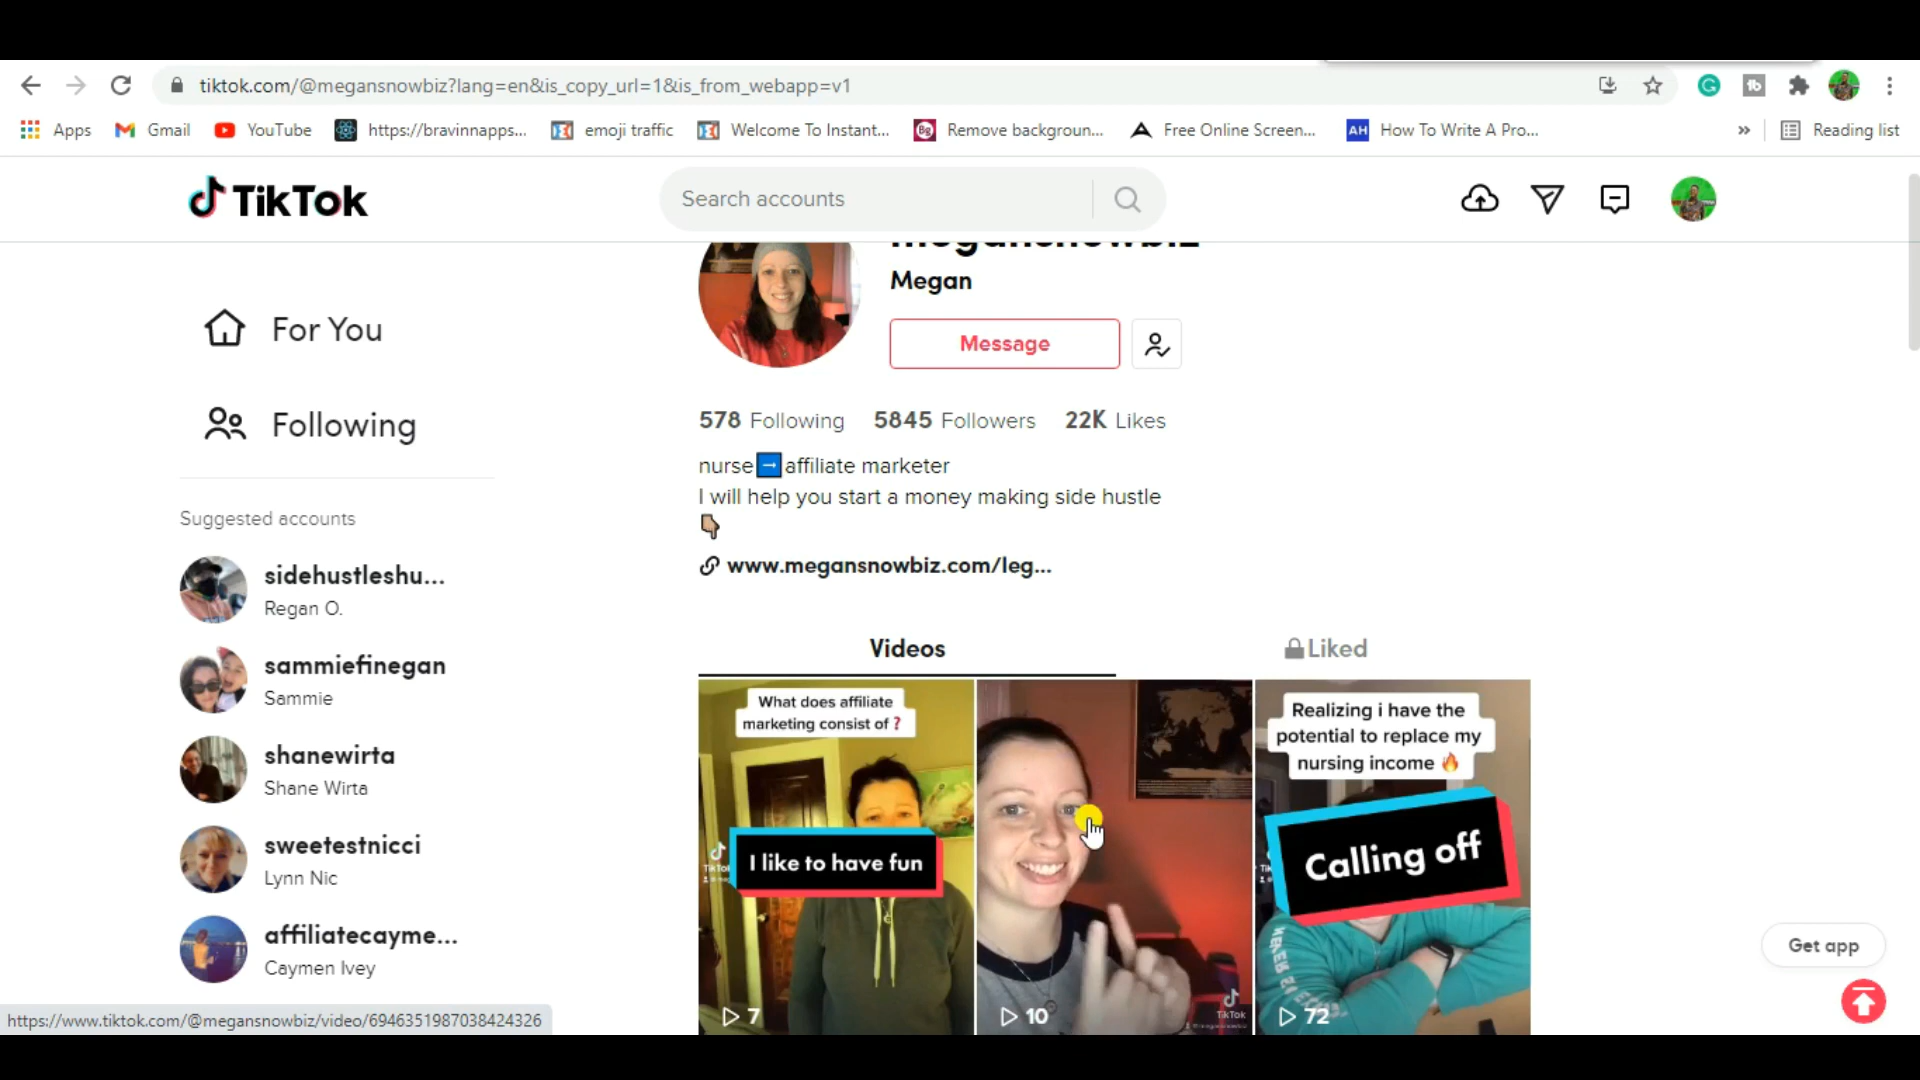 tiktok.com/@megansnowbiz?lang=en&is_copy_url=1&is_from_webapp=v1
Apps
Gmail
YouTube
https://bravinnapps...
emoji traffic
Welcome To Instant...
Remove backgroun...
Free Online Screen...
AH
How To Write A Pro...
»
Reading list
TikTok
Search accounts
megansnowbiz
Megan
Message
For You
Following
578 Following 5845 Followers 22K Likes
nurse➡️affiliate marketer
I will help you start a money making side hustle
👇🏽
www.megansnowbiz.com/leg...
Suggested accounts
sidehustleshu...
Regan O.
sammiefinegan
Sammie
shanewirta
Shane Wirta
sweetestnicci
Lynn Nic
affiliatecayme...
Caymen Ivey
Videos
Liked
What does affiliate
marketing consist of❓
I like to have fun
7
10
TikTok
Realizing i have the
potential to replace my
nursing income 🔥
Calling off
72
Get app
https://www.tiktok.com/@megansnowbiz/video/6946351987038424326